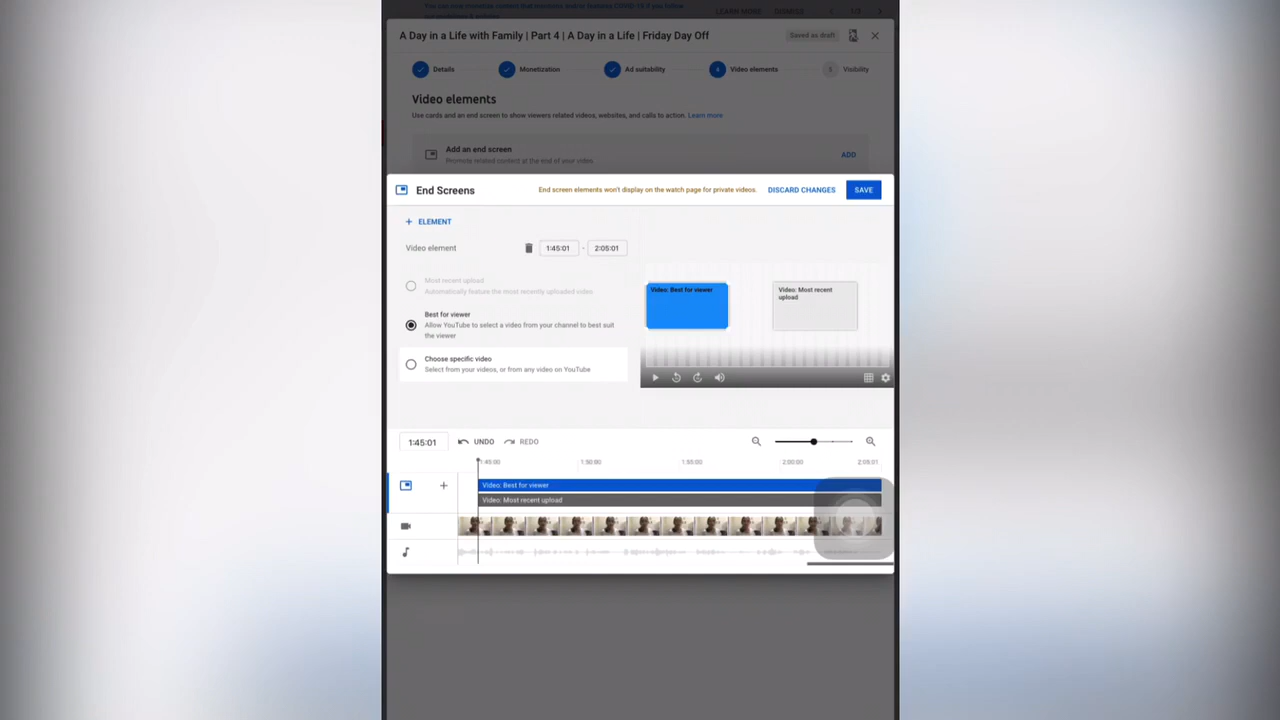 LEARN MORE
DISMISS
1/3
A Day in a Life with Family | Part 4 | A Day in a Life | Friday Day Off
Saved as draft
Details
Monetization
Ad suitability
4
Video elements
5
Visibility
Video elements
Use cards and an end screen to show viewers related videos, websites, and calls to action. Learn more
Add an end screen
Promote related content at the end of your video.
ADD
End Screens
End screen elements won't display on the watch page for private videos.
DISCARD CHANGES
SAVE
+ ELEMENT
Video element
1:45:01 - 2:05:01
Most recent upload
Automatically feature the most recently uploaded video
Best for viewer
Allow YouTube to select a video from your channel to best suit
the viewer
Choose specific video
Select from your videos, or from any video on YouTube
Video: Best for viewer
Video: Most recent
upload
1:45:01
UNDO
REDO
1:45:00
1:50:00
1:55:00
2:00:00
2:05:01
Video: Best for viewer
Video: Most recent upload